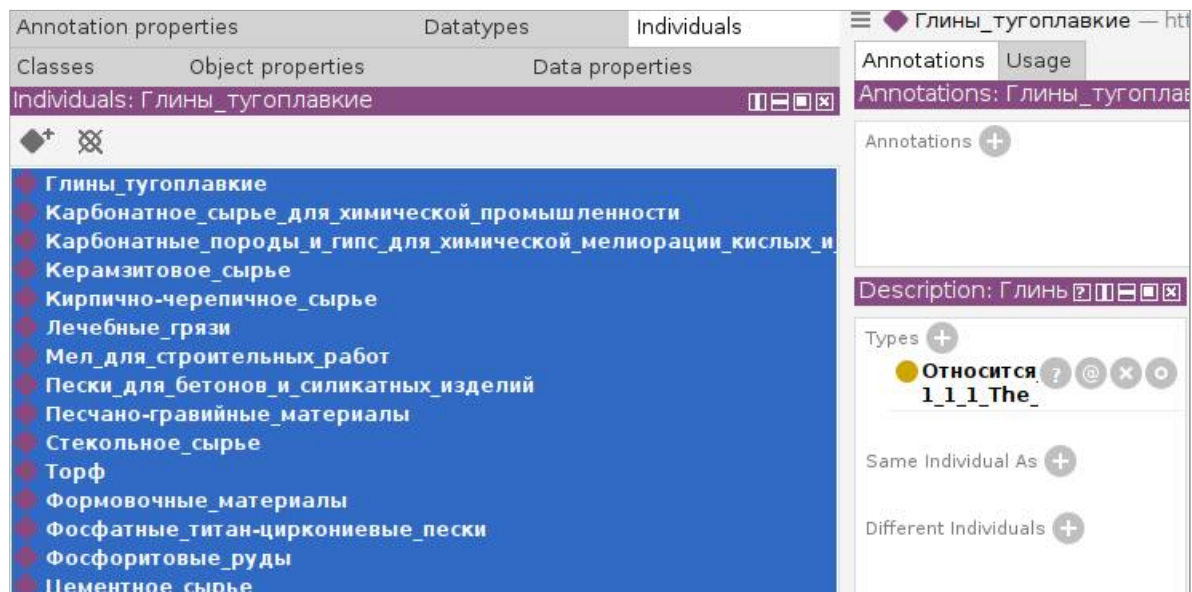 Annotation properties Datatypes Individuals
Classes Object properties Data properties
Individuals: Глины_тугоплавкие
Глины_тугоплавкие
Карбонатное_сырье_для_химической_промышленности
Карбонатные_породы_и_гипс_для_химической_мелиорации_кислых_и_
Керамзитовое_сырье
Кирпично-черепичное_сырье
Лечебные_грязи
Мел_для_строительных_работ
Пески_для_бетонов_и_силикатных_изделий
Песчано-гравийные_материалы
Стекольное_сырье
Торф
Формовочные_материалы
Фосфатные_титан-циркониевые_пески
Фосфоритовые_руды
Цементное_сырье
Глины_тугоплавкие — htt
Annotations Usage
Annotations: Глины_тугоплав
Annotations
Description: Глины
Types
Относится
1_1_1_The_
Same Individual As
Different Individuals